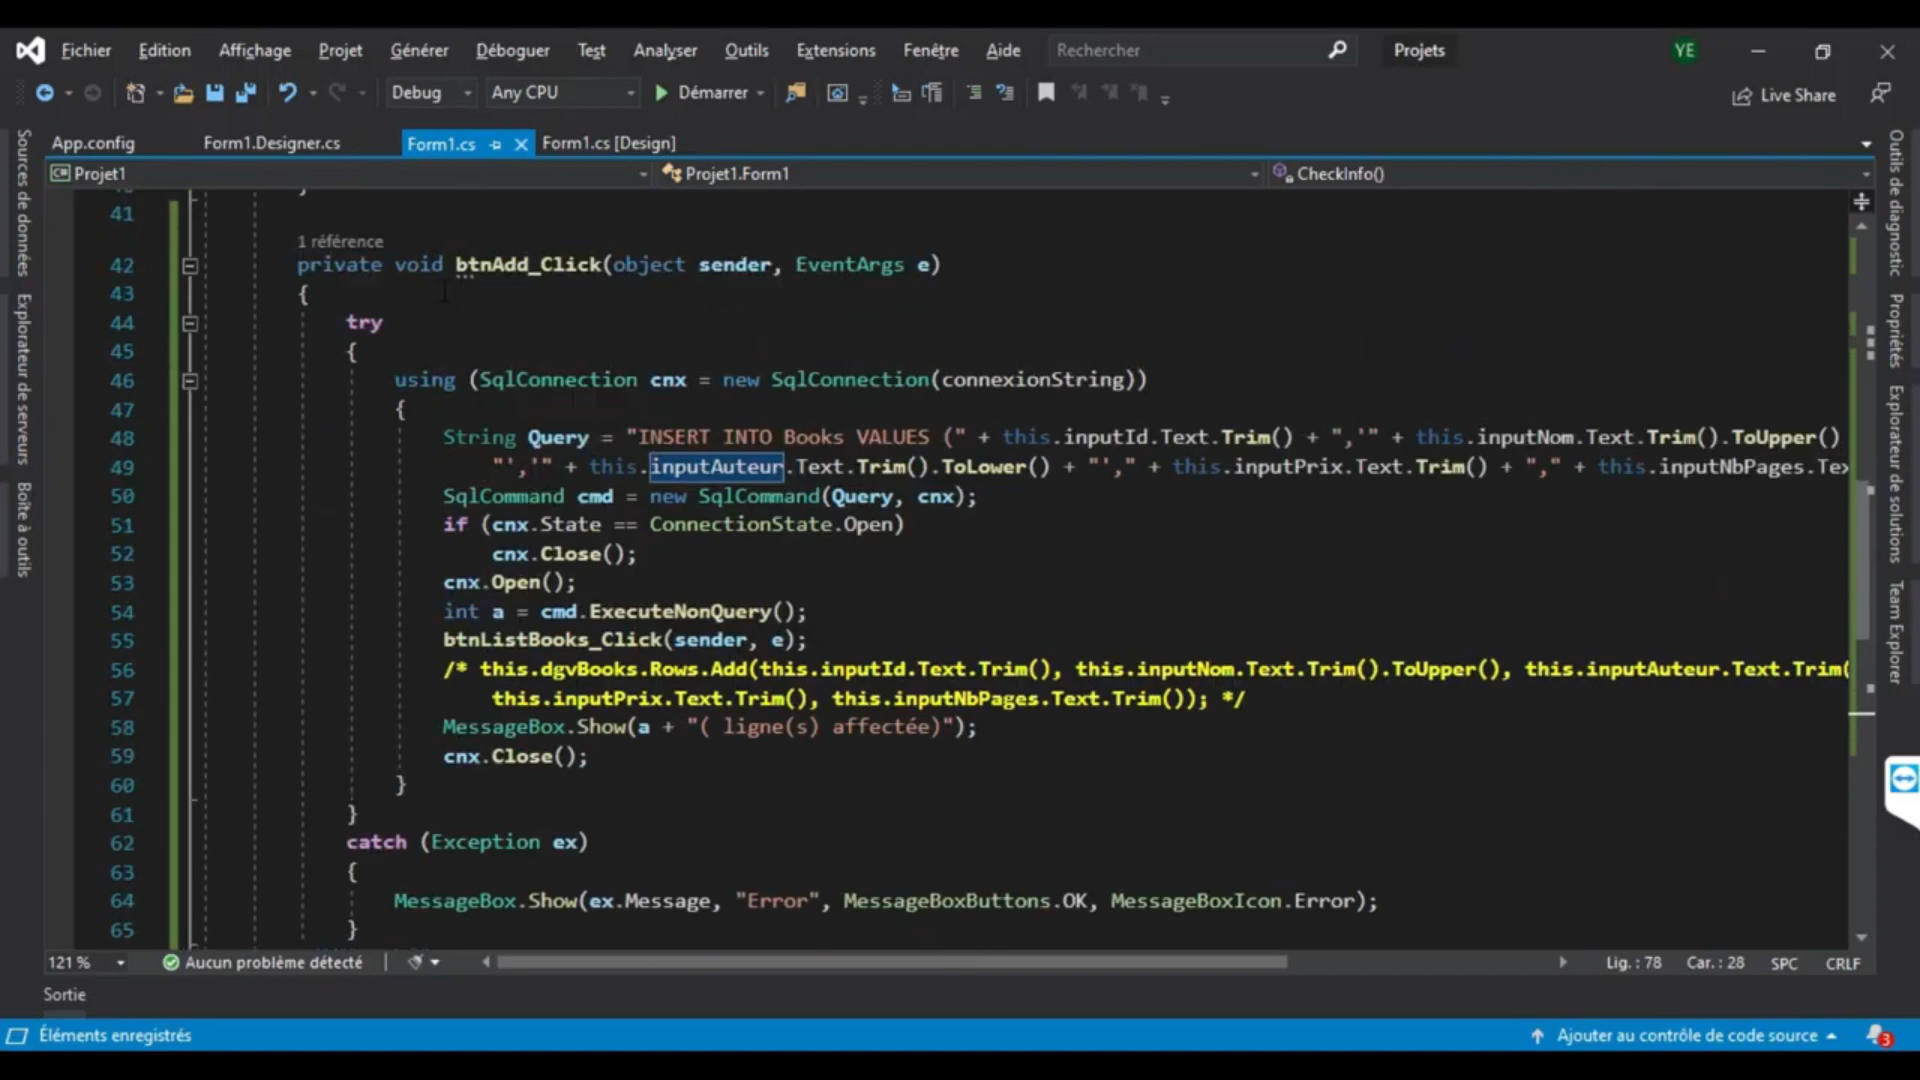 Fichier Edition Affichage Projet Générer Déboguer Test Analyser Outils Extensions Fenêtre Aide Rechercher Projets YE
Debug Any CPU Démarrer Live Share
App.config Form1.Designer.cs Form1.cs Form1.cs [Design]
C# Projet1 Projet1.Form1 CheckInfo()
Sources de données
Explorateur de serveurs
Boîte à outils
41
1 référence
42 private void btnAdd_Click(object sender, EventArgs e)
43 {
44 try
45 {
46 using (SqlConnection cnx = new SqlConnection(connexionString))
47 {
48 String Query = "INSERT INTO Books VALUES (" + this.inputId.Text.Trim() + ",'" + this.inputNom.Text.Trim().ToUpper()
49 "','" + this.inputAuteur.Text.Trim().ToLower() + "'," + this.inputPrix.Text.Trim() + "," + this.inputNbPages.Tex
50 SqlCommand cmd = new SqlCommand(Query, cnx);
51 if (cnx.State == ConnectionState.Open)
52 cnx.Close();
53 cnx.Open();
54 int a = cmd.ExecuteNonQuery();
55 btnListBooks_Click(sender, e);
56 /* this.dgvBooks.Rows.Add(this.inputId.Text.Trim(), this.inputNom.Text.Trim().ToUpper(), this.inputAuteur.Text.Trim(
57 this.inputPrix.Text.Trim(), this.inputNbPages.Text.Trim()); */
58 MessageBox.Show(a + "( ligne(s) affectée)");
59 cnx.Close();
60 }
61 }
62 catch (Exception ex)
63 {
64 MessageBox.Show(ex.Message, "Error", MessageBoxButtons.OK, MessageBoxIcon.Error);
65 }
Outils de diagnostic
Propriétés
Explorateur de solutions
Team Explorer
121 % Aucun problème détecté Lig. : 78 Car. : 28 SPC CRLF
Sortie
Éléments enregistrés Ajouter au contrôle de code source 3